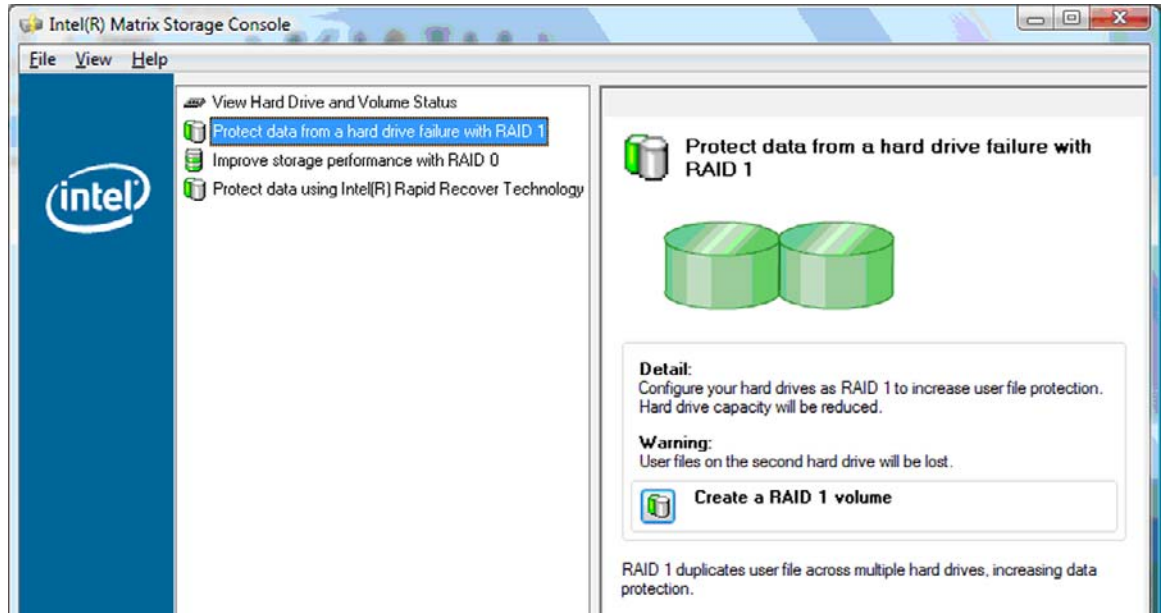 Intel(R) Matrix Storage Console
File View Help
intel
View Hard Drive and Volume Status
Protect data from a hard drive failure with RAID 1
Improve storage performance with RAID 0
Protect data using Intel(R) Rapid Recover Technology
Protect data from a hard drive failure with
RAID 1
Detail:
Configure your hard drives as RAID 1 to increase user file protection.
Hard drive capacity will be reduced.
Warning:
User files on the second hard drive will be lost.
Create a RAID 1 volume
RAID 1 duplicates user file across multiple hard drives, increasing data
protection.